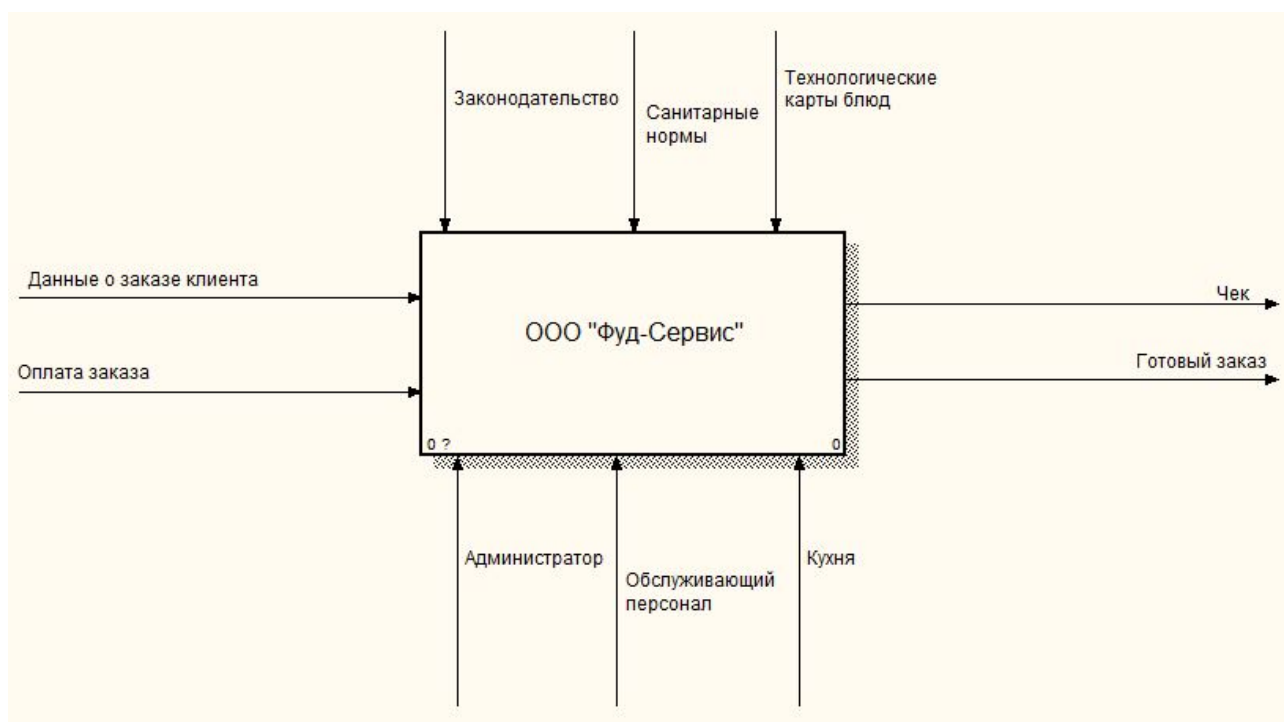 Законодательство
Санитарные
нормы
Технологические
карты блюд
Данные о заказе клиента
Оплата заказа
ООО "Фуд-Сервис"
0 ?
0
Чек
Готовый заказ
Администратор
Обслуживающий
персонал
Кухня